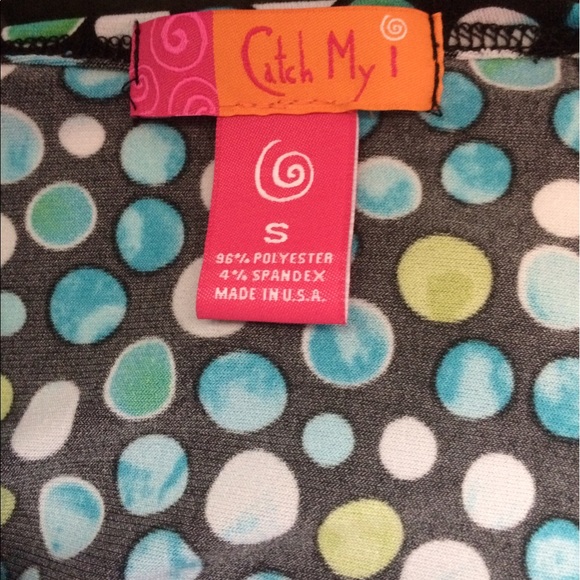 Catch My i
S
96% POLYESTER
4% SPANDEX
MADE IN U.S.A.